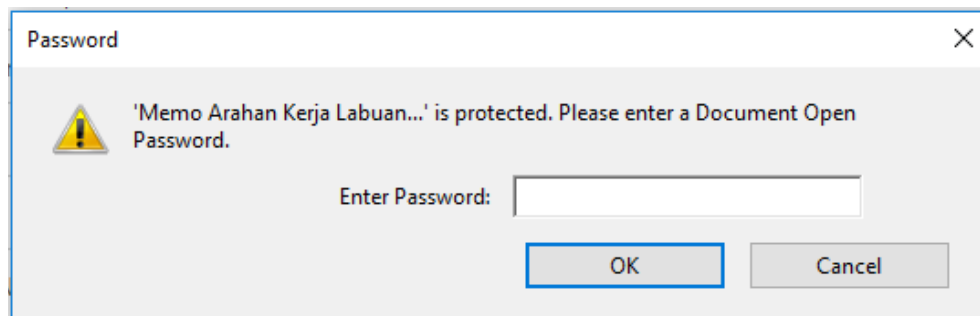 Password
'Memo Arahan Kerja Labuan...' is protected. Please enter a Document Open
Password.
Enter Password:
OK
Cancel